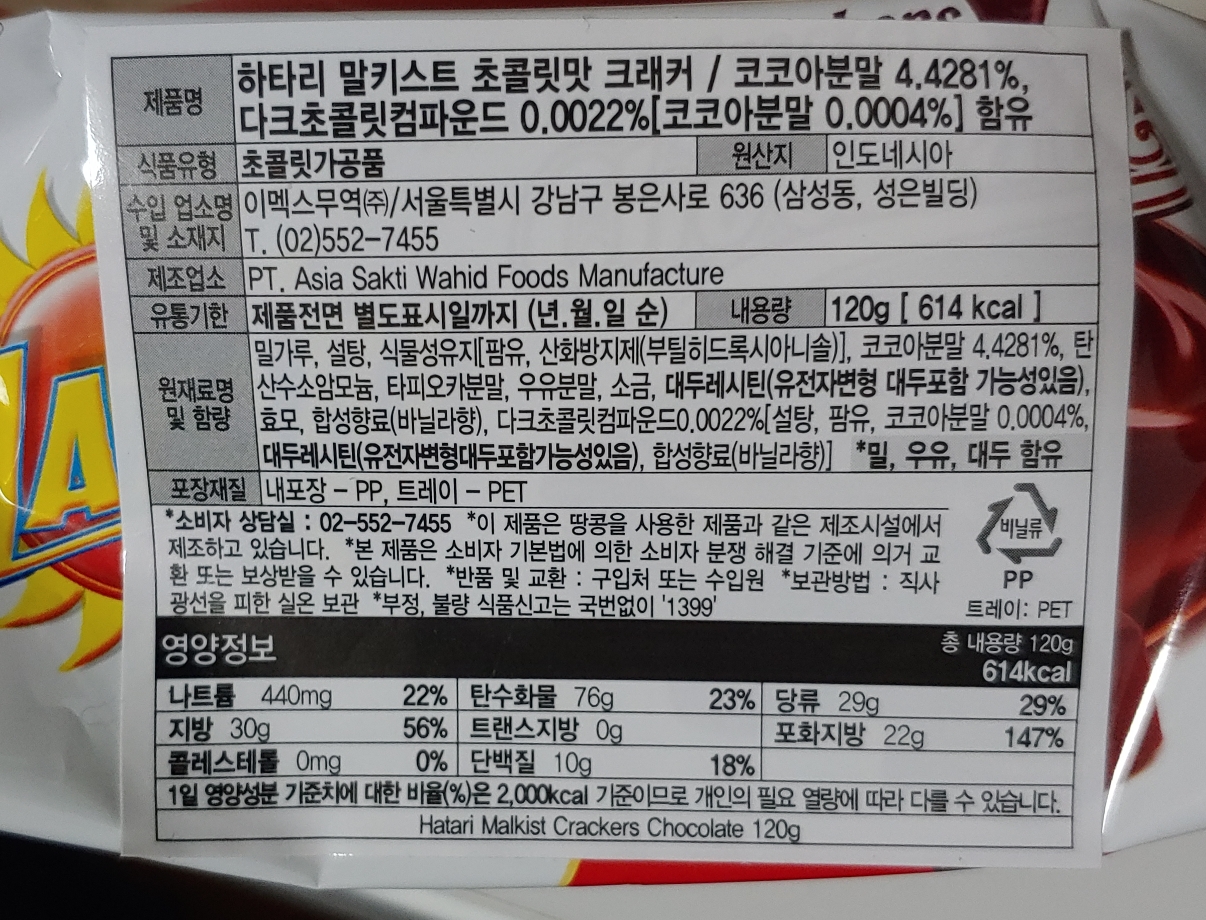 제품명
하타리 말키스트 초콜릿맛 크래커 / 코코아분말 4.4281%,
다크초콜릿컴파운드 0.0022%[코코아분말 0.0004%] 함유
식품유형 초콜릿가공품 원산지 인도네시아
수입 업소명 이멕스무역㈜/서울특별시 강남구 봉은사로 636 (삼성동, 성은빌딩)
및 소재지 T. (02)552-7455
제조업소 PT. Asia Sakti Wahid Foods Manufacture
유통기한 제품전면 별도표시일까지 (년.월.일 순) 내용량 120g [ 614 kcal ]
원재료명 및 함량
밀가루, 설탕, 식물성유지[팜유, 산화방지제(부틸히드록시아니솔)], 코코아분말 4.4281%, 탄
산수소암모늄, 타피오카분말, 우유분말, 소금, 대두레시틴(유전자변형 대두포함 가능성있음),
효모, 합성향료(바닐라향), 다크초콜릿컴파운드0.0022%[설탕, 팜유, 코코아분말 0.0004%,
대두레시틴(유전자변형대두포함가능성있음), 합성향료(바닐라향)] *밀, 우유, 대두 함유
포장재질 내포장 - PP, 트레이 - PET
*소비자 상담실 : 02-552-7455 *이 제품은 땅콩을 사용한 제품과 같은 제조시설에서
제조하고 있습니다. *본 제품은 소비자 기본법에 의한 소비자 분쟁 해결 기준에 의거 교
환 또는 보상받을 수 있습니다. *반품 및 교환 : 구입처 또는 수입원 *보관방법 : 직사
광선을 피한 실온 보관 *부정, 불량 식품신고는 국번없이 '1399'
비닐류
PP
트레이: PET
영양정보 총 내용량 120g
614kcal
나트륨 440mg 22% 탄수화물 76g 23% 당류 29g 29%
지방 30g 56% 트랜스지방 0g 포화지방 22g 147%
콜레스테롤 0mg 0% 단백질 10g 18%
1일 영양성분 기준치에 대한 비율(%)은 2,000kcal 기준이므로 개인의 필요 열량에 따라 다를 수 있습니다.
Hatari Malkist Crackers Chocolate 120g